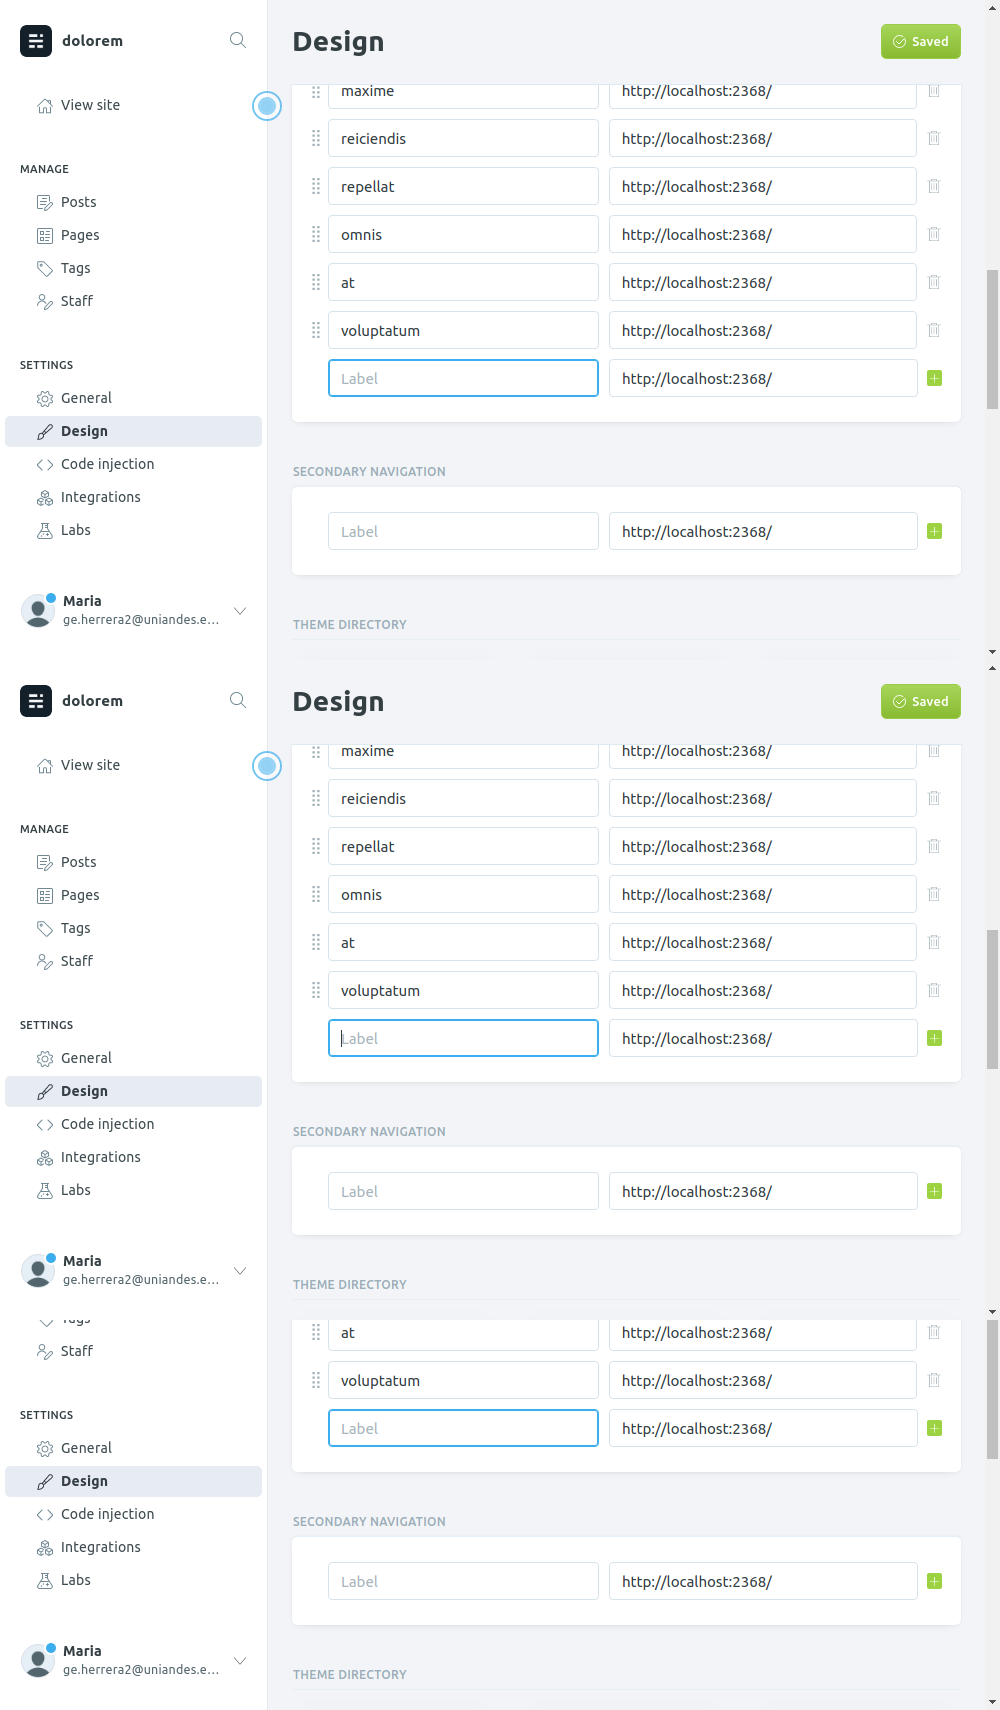 dolorem
Design
Saved
View site
maxime http://localhost:2368/
MANAGE
reiciendis http://localhost:2368/
Posts
repellat http://localhost:2368/
Pages
omnis http://localhost:2368/
Tags
at http://localhost:2368/
Staff
voluptatum http://localhost:2368/
SETTINGS
Label http://localhost:2368/
General
Design
Code injection
SECONDARY NAVIGATION
Integrations
Label http://localhost:2368/
Labs
Maria
ge.herrera2@uniandes.e...
THEME DIRECTORY
dolorem
Design
Saved
View site
maxime http://localhost:2368/
MANAGE
reiciendis http://localhost:2368/
Posts
repellat http://localhost:2368/
Pages
omnis http://localhost:2368/
Tags
at http://localhost:2368/
Staff
voluptatum http://localhost:2368/
SETTINGS
Label http://localhost:2368/
General
Design
Code injection
SECONDARY NAVIGATION
Integrations
Label http://localhost:2368/
Labs
Maria
ge.herrera2@uniandes.e...
THEME DIRECTORY
Tags
at http://localhost:2368/
Staff
voluptatum http://localhost:2368/
SETTINGS
Label http://localhost:2368/
General
Design
Code injection
SECONDARY NAVIGATION
Integrations
Label http://localhost:2368/
Labs
Maria
ge.herrera2@uniandes.e...
THEME DIRECTORY